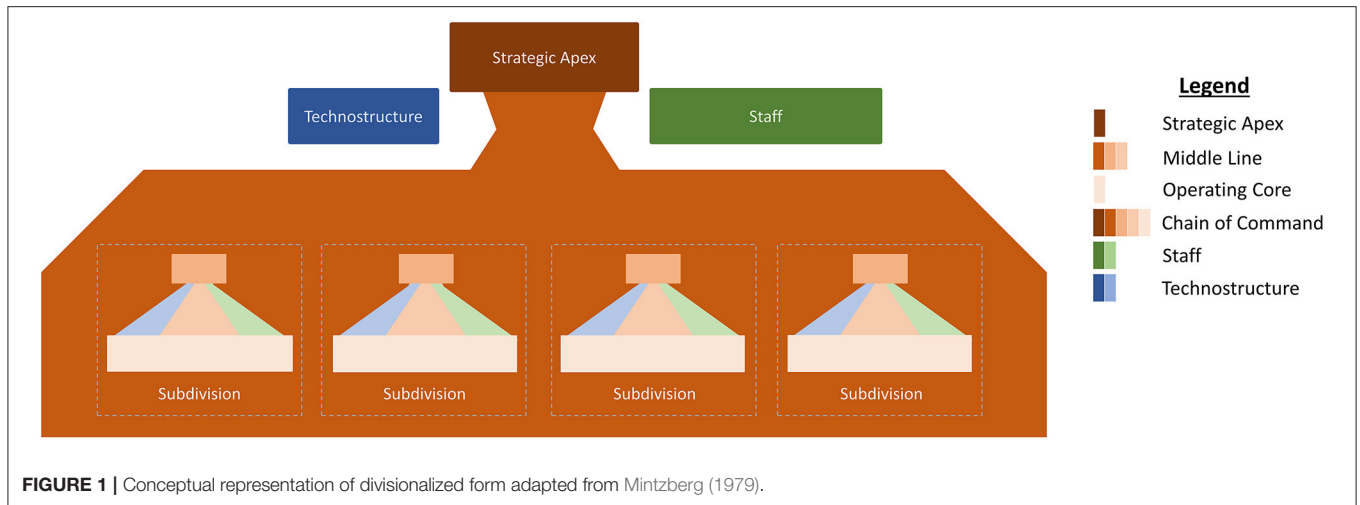 Strategic Apex
Technostructure
Staff
Subdivision
Subdivision
Subdivision
Subdivision
Legend
Strategic Apex
Middle Line
Operating Core
Chain of Command
Staff
Technostructure
FIGURE 1 | Conceptual representation of divisionalized form adapted from Mintzberg (1979).